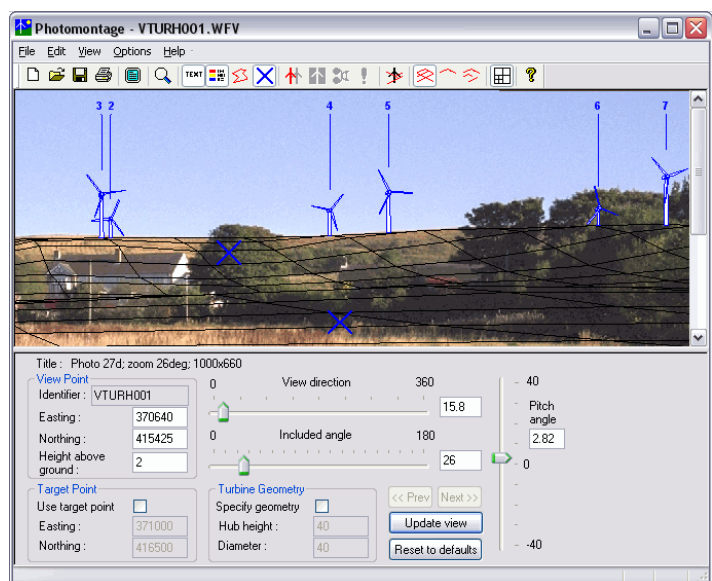 Photomontage - VTURH001.WFV
File Edit View Options Help
TEXT
3 2 4 5 6 7
Title : Photo 27d; zoom 26deg; 1000x660
View Point
Identifier : VTURH001
Easting : 370640
Northing : 415425
Height above ground : 2
0 View direction 360
15.8
0 Included angle 180
26
40
Pitch angle
2.82
0
-40
Target Point
Use target point
Easting : 371000
Northing : 416500
Turbine Geometry
Specify geometry
Hub height : 40
Diameter : 40
<< Prev Next >>
Update view
Reset to defaults